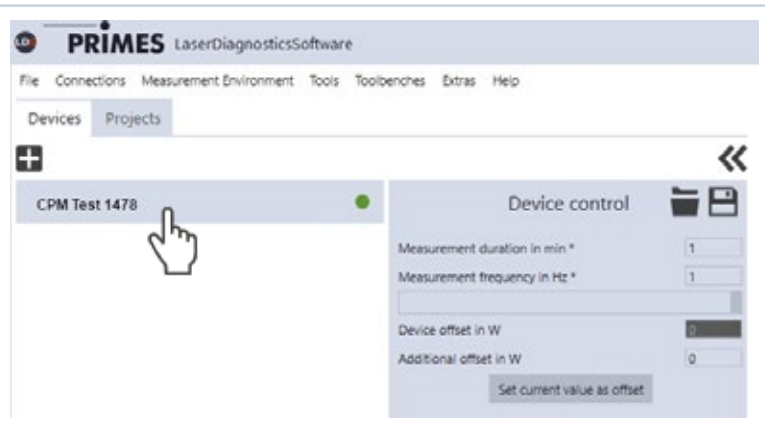 LD PRIMES LaserDiagnosticsSoftware
File Connections Measurement Environment Tools Toolbenches Extras Help
Devices Projects
CPM Test 1478
Device control
Measurement duration in min * 1
Measurement frequency in Hz * 1
Device offset in W 0
Additional offset in W 0
Set current value as offset